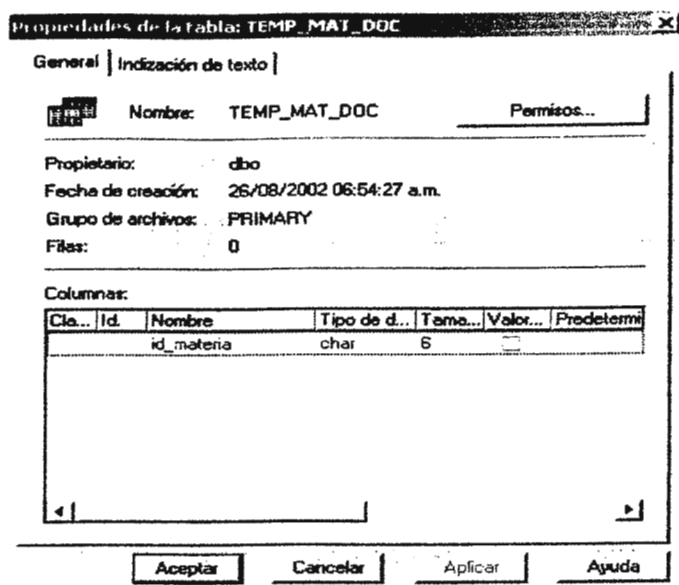 Propiedades de la tabla: TEMP_MAT_DOC
General Indización de texto
Nombre: TEMP_MAT_DOC Permisos...
Propietario: dbo
Fecha de creación: 26/08/2002 06:54:27 a.m.
Grupo de archivos: PRIMARY
Filas: 0
Columnas:
Cla... Id. Nombre Tipo de d... Tama... Valor... Predetermi
id_materia char 6
Aceptar Cancelar Aplicar Ayuda